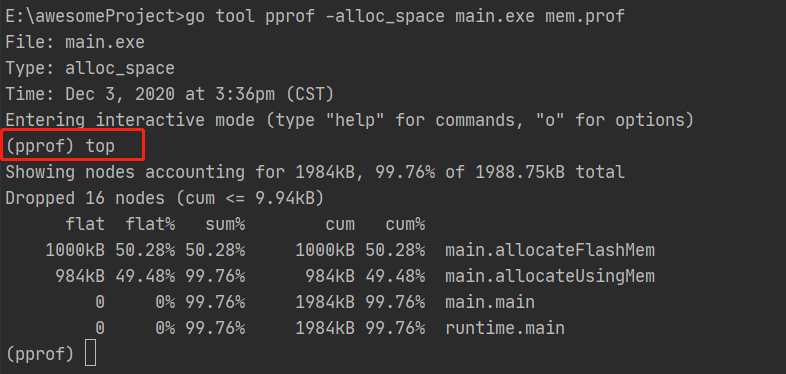 E:\awesomeProject>go tool pprof -alloc_space main.exe mem.prof
File: main.exe
Type: alloc_space
Time: Dec 3, 2020 at 3:36pm (CST)
Entering interactive mode (type "help" for commands, "o" for options)
(pprof) top
Showing nodes accounting for 1984kB, 99.76% of 1988.75kB total
Dropped 16 nodes (cum <= 9.94kB)
      flat  flat%   sum%        cum   cum%
    1000kB 50.28% 50.28%     1000kB 50.28%  main.allocateFlashMem
     984kB 49.48% 99.76%      984kB 49.48%  main.allocateUsingMem
         0     0% 99.76%     1984kB 99.76%  main.main
         0     0% 99.76%     1984kB 99.76%  runtime.main
(pprof)